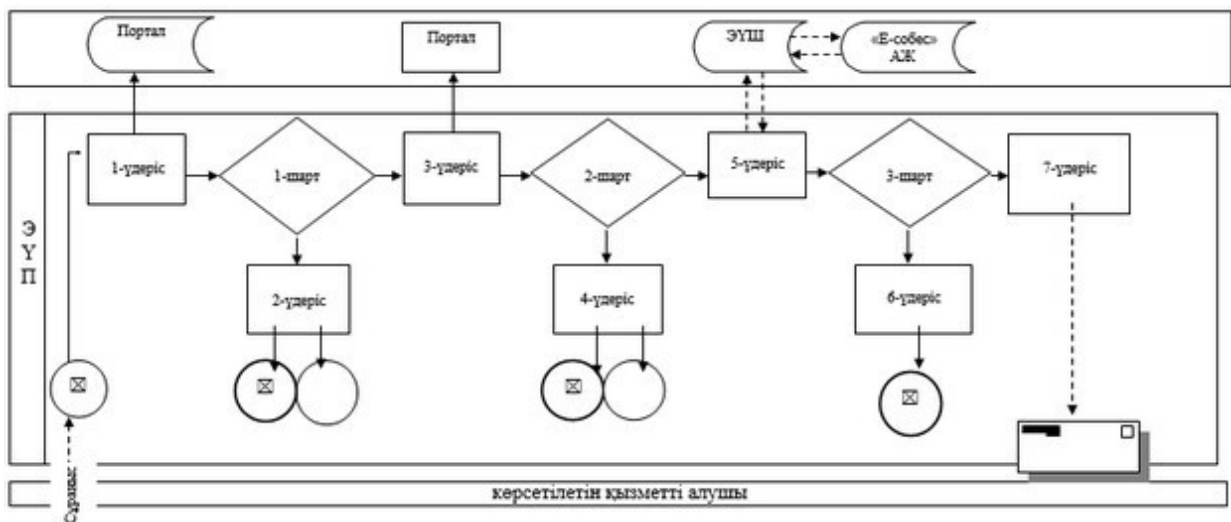 Портал
Портал
ЭҮШ
«Е-собес»
АЖ
1-үдеріс
1-шарт
3-үдеріс
2-шарт
5-үдеріс
3-шарт
7-үдеріс
Э
Ү
П
2-үдеріс
4-үдеріс
6-үдеріс
Сұраныс
көрсетілетін қызметті алушы